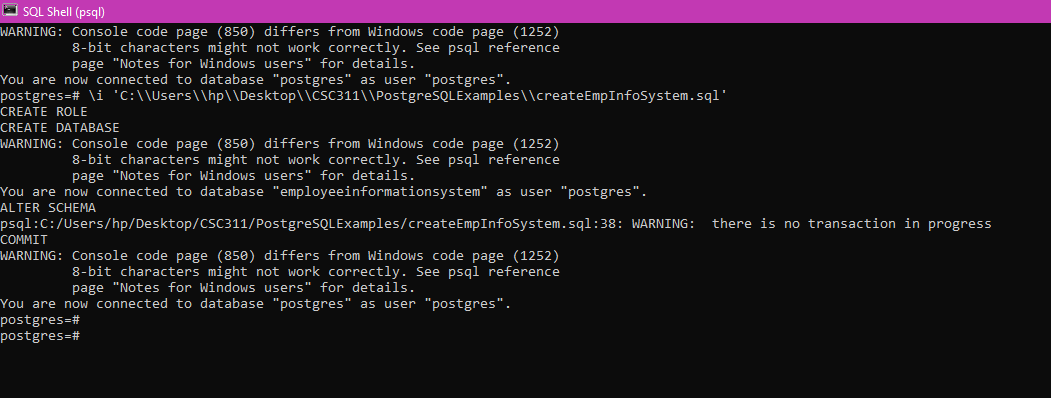 SQL Shell (psql)
WARNING: Console code page (850) differs from Windows code page (1252)
         8-bit characters might not work correctly. See psql reference
         page "Notes for Windows users" for details.
You are now connected to database "postgres" as user "postgres".
postgres=# \i 'C:\\Users\\hp\\Desktop\\CSC311\\PostgreSQLExamples\\createEmpInfoSystem.sql'
CREATE ROLE
CREATE DATABASE
WARNING: Console code page (850) differs from Windows code page (1252)
         8-bit characters might not work correctly. See psql reference
         page "Notes for Windows users" for details.
You are now connected to database "employeeinformationsystem" as user "postgres".
ALTER SCHEMA
psql:C:/Users/hp/Desktop/CSC311/PostgreSQLExamples/createEmpInfoSystem.sql:38: WARNING:  there is no transaction in progress
COMMIT
WARNING: Console code page (850) differs from Windows code page (1252)
         8-bit characters might not work correctly. See psql reference
         page "Notes for Windows users" for details.
You are now connected to database "postgres" as user "postgres".
postgres=#
postgres=#